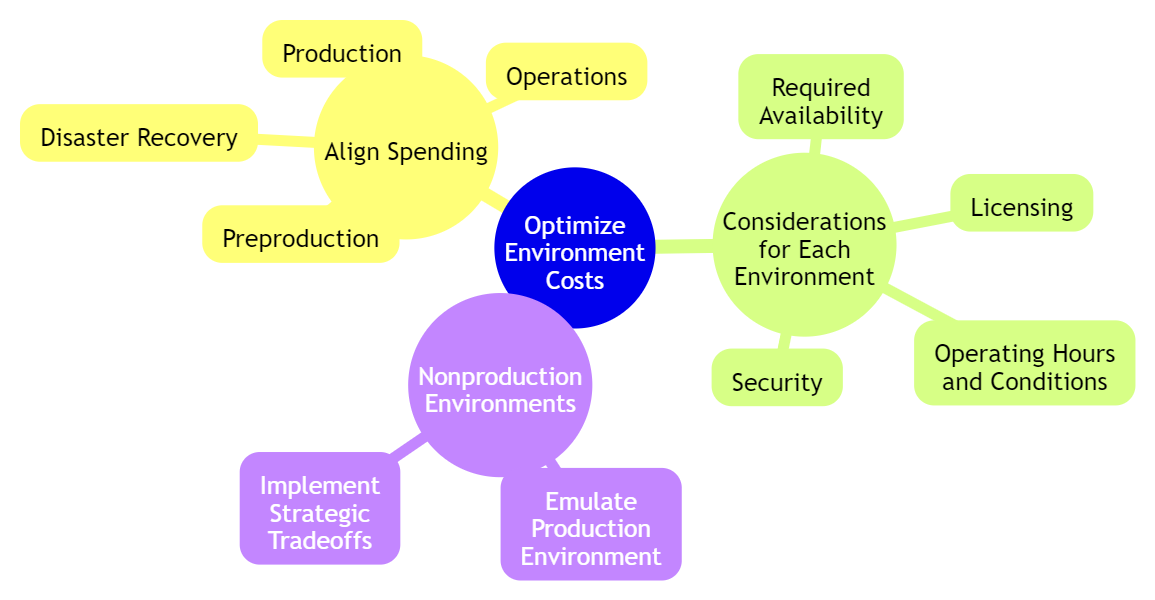 Production
Operations
Disaster Recovery
Align Spending
Preproduction
Optimize
Environment
Costs
Required
Availability
Licensing
Considerations
for Each
Environment
Operating Hours
and Conditions
Security
Nonproduction
Environments
Implement
Strategic
Tradeoffs
Emulate
Production
Environment